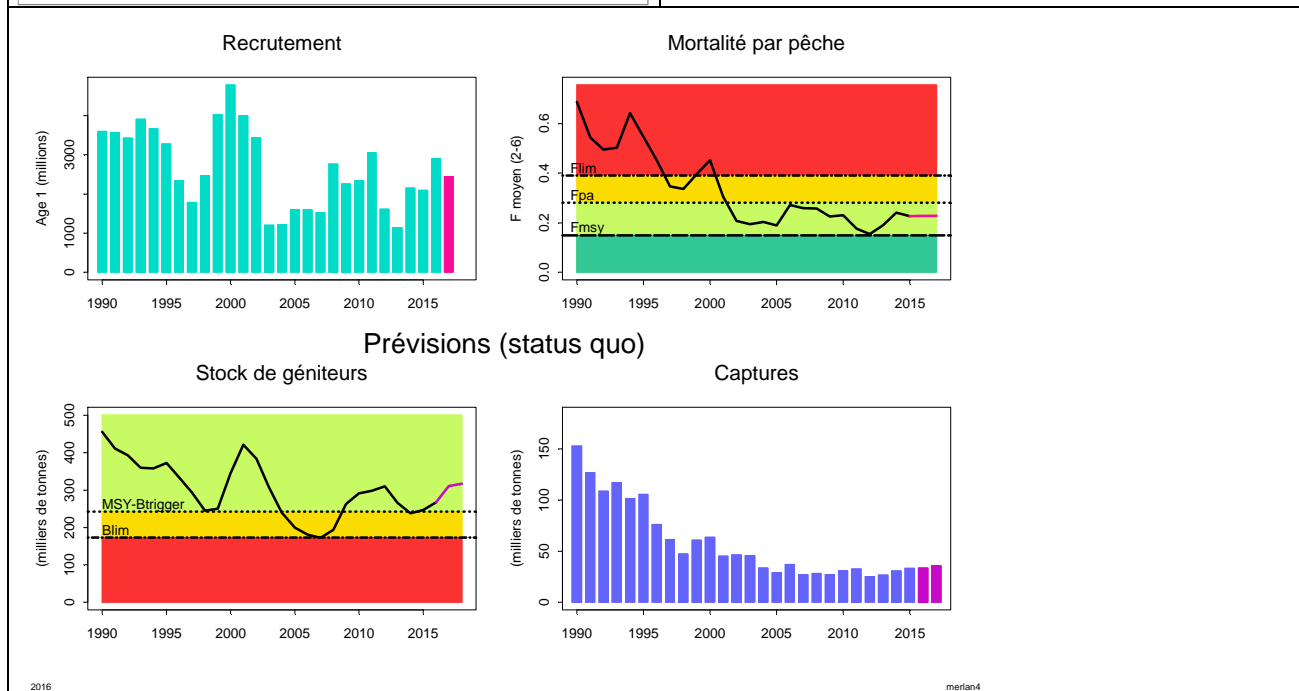 Recrutement
Age 1 (millions)
3000
1000
0
1990 1995 2000 2005 2010 2015
Mortalité par pêche
F moyen (2-6)
0.6
0.4
0.2
0.0
Flim
Fpa
Fmsy
1990 1995 2000 2005 2010 2015
Prévisions (status quo)
Stock de géniteurs
(milliers de tonnes)
500
400
300
200
100
0
MSY-Btrigger
Blim
1990 1995 2000 2005 2010 2015
Captures
(milliers de tonnes)
150
100
50
0
1990 1995 2000 2005 2010 2015
2016
merlan4